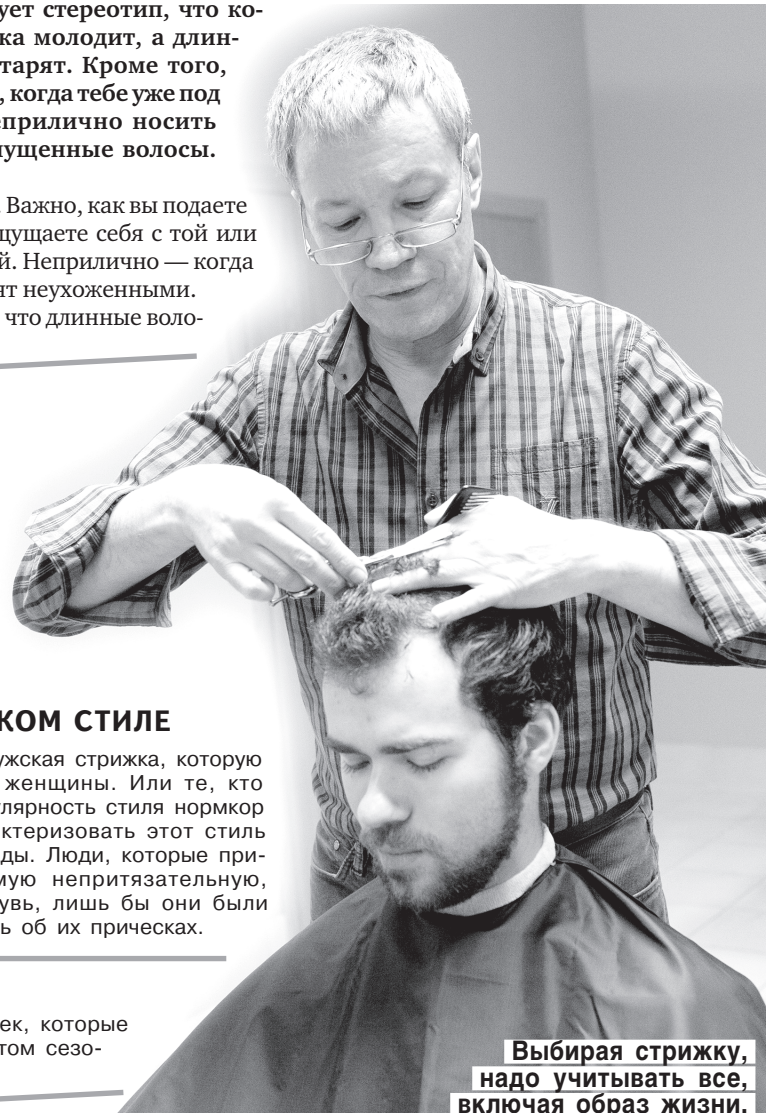 ует стереотип, что ко-
ка молодит, а длин-
тарят. Кроме того,
, когда тебе уже под
еприлично носить
пущенные волосы.
. Важно, как вы подаете
щущаете себя с той или
й. Неприлично — когда
ят неухоженными.
что длинные воло-
КОМ СТИЛЕ
ужская стрижка, которую
женщины. Или те, кто
улярность стиля нормкор
актеризовать этот стиль
ды. Люди, которые при-
мую непритязательную,
увь, лишь бы они были
ь об их прическах.
ек, которые
том сезо-
Выбирая стрижку,
надо учитывать все,
включая образ жизни.